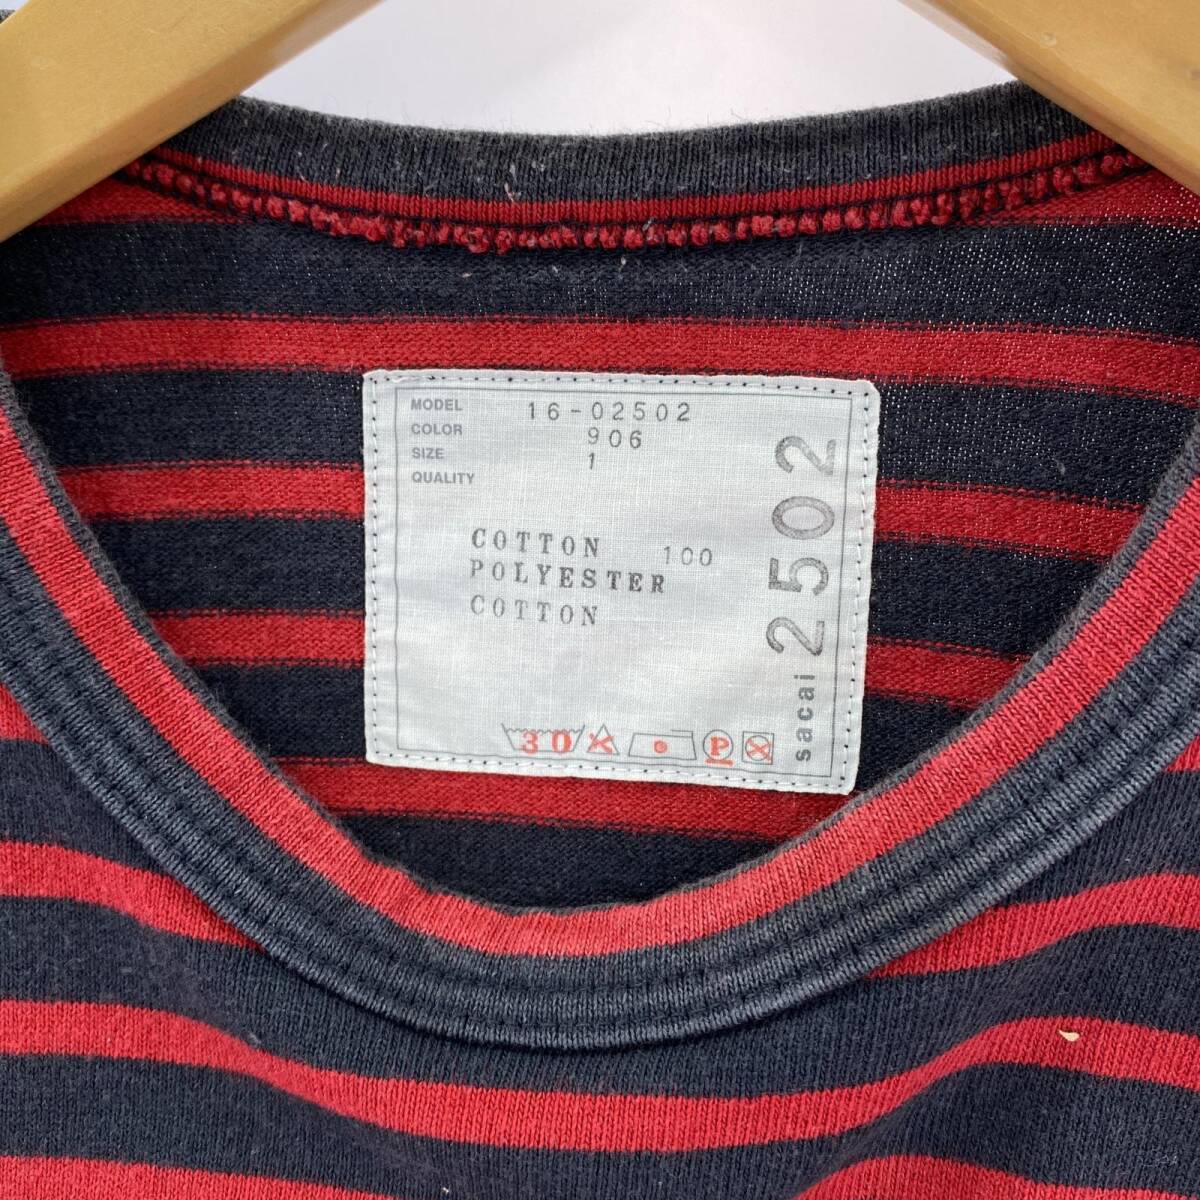 MODEL 16-02502
COLOR 906
SIZE 1
QUALITY
COTTON 100
POLYESTER
COTTON
30 P
sacai 2502